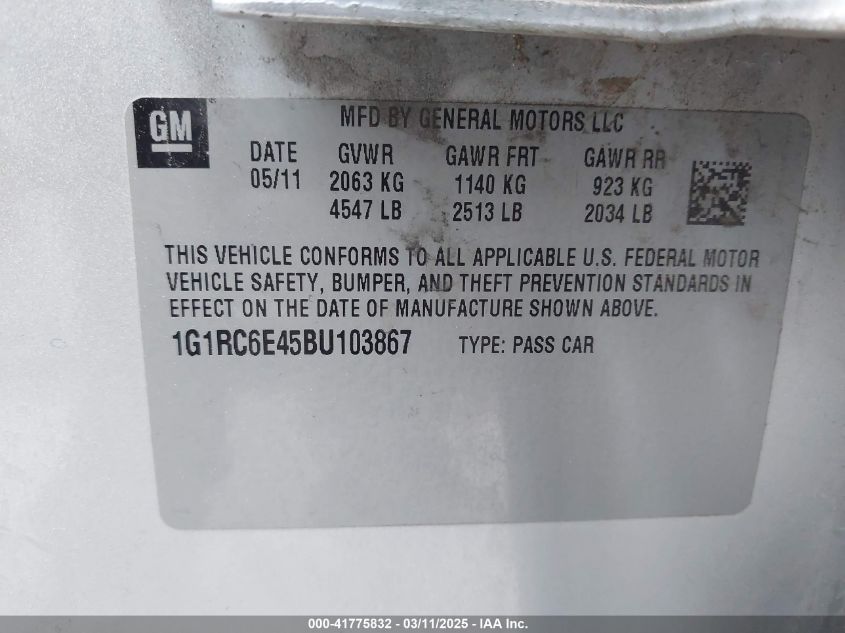 GM
MFD BY GENERAL MOTORS LLC
DATE GVWR GAWR FRT GAWR RR
05/11 2063 KG 1140 KG 923 KG
4547 LB 2513 LB 2034 LB
THIS VEHICLE CONFORMS TO ALL APPLICABLE U.S. FEDERAL MOTOR
VEHICLE SAFETY, BUMPER, AND THEFT PREVENTION STANDARDS IN
EFFECT ON THE DATE OF MANUFACTURE SHOWN ABOVE.
1G1RC6E45BU103867 TYPE: PASS CAR
000-41775832 - 03/11/2025 - IAA Inc.